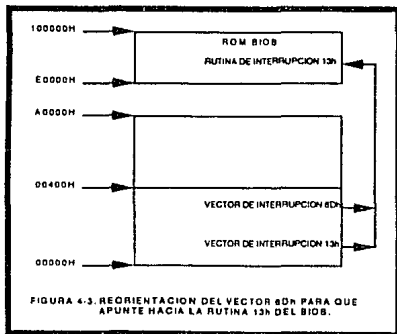 100000H
ROM BIOS
RUTINA DE INTERRUPCION 13h
E0000H
A0000H
00400H
VECTOR DE INTERRUPCION 6Dh
VECTOR DE INTERRUPCION 13h
00000H
FIGURA 4-3. REORIENTACION DEL VECTOR 6Dh PARA QUE
APUNTE HACIA LA RUTINA 13h DEL BIOS.